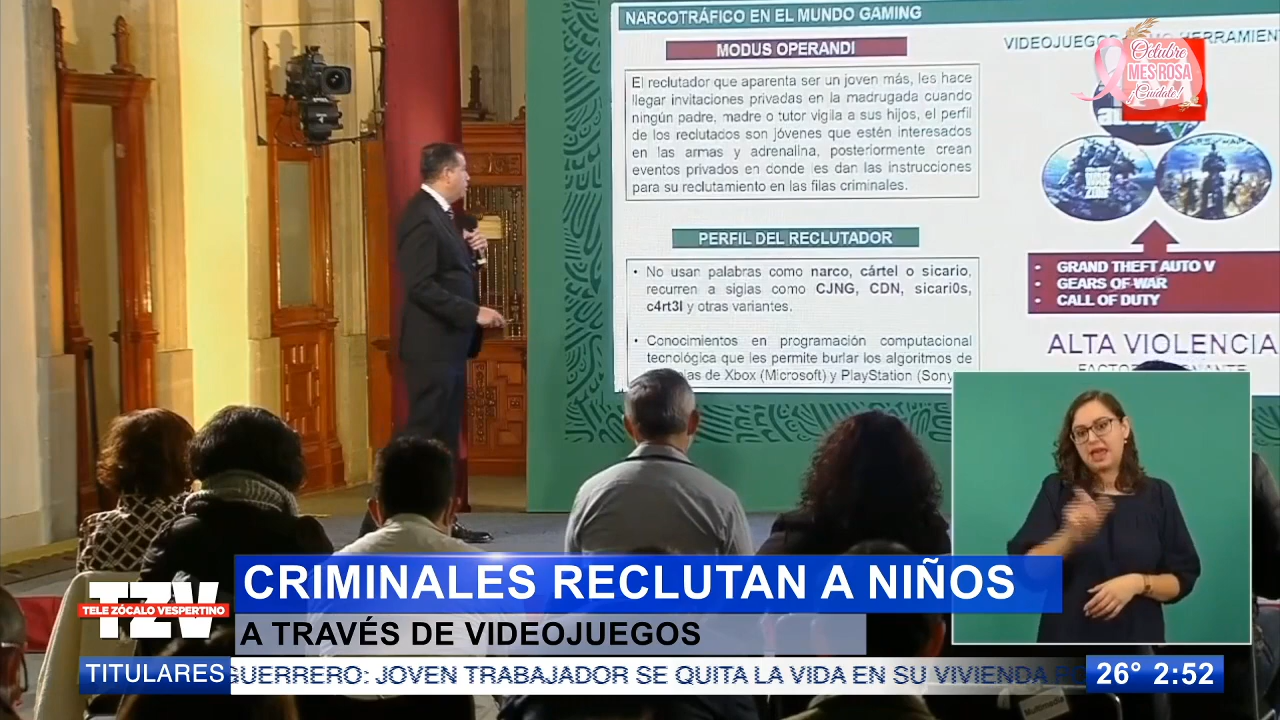 NARCOTRÁFICO EN EL MUNDO GAMING
MODUS OPERANDI
El reclutador que aparenta ser un joven más, les hace
llegar invitaciones privadas en la madrugada cuando
ningún padre, madre o tutor vigila a sus hijos, el perfil
de los reclutados son jóvenes que estén interesados
en las armas y adrenalina, posteriormente crean
eventos privados en donde les dan las instrucciones
para su reclutamiento en las filas criminales.
PERFIL DEL RECLUTADOR
• No usan palabras como narco, cártel o sicario,
recurren a siglas como CJNG, CDN, sicari0s,
c4rt3l y otras variantes.
• Conocimientos en programación computacional
tecnológica que les permite burlar los algoritmos de
de Xbox (Microsoft) y PlayStation (Sony
VIDEOJUEGOS
Octubre
MES ROSA
¡Cuídate!
• GRAND THEFT AUTO V
• GEARS OF WAR
• CALL OF DUTY
ALTA VIOLENCIA
TZV
TELE ZÓCALO VESPERTINO
CRIMINALES RECLUTAN A NIÑOS
A TRAVÉS DE VIDEOJUEGOS
TITULARES
GUERRERO: JOVEN TRABAJADOR SE QUITA LA VIDA EN SU VIVIENDA
26° 2:52
Multimedia